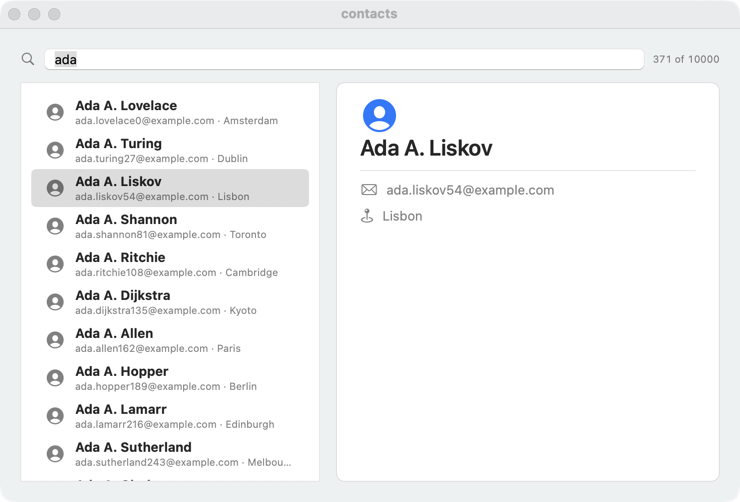 contacts
ada
371 of 10000
Ada A. Lovelace
ada.lovelace0@example.com · Amsterdam
Ada A. Turing
ada.turing27@example.com · Dublin
Ada A. Liskov
ada.liskov54@example.com · Lisbon
Ada A. Shannon
ada.shannon81@example.com · Toronto
Ada A. Ritchie
ada.ritchie108@example.com · Cambridge
Ada A. Dijkstra
ada.dijkstra135@example.com · Kyoto
Ada A. Allen
ada.allen162@example.com · Paris
Ada A. Hopper
ada.hopper189@example.com · Berlin
Ada A. Lamarr
ada.lamarr216@example.com · Edinburgh
Ada A. Sutherland
ada.sutherland243@example.com · Melbou...
Ada A. Liskov
ada.liskov54@example.com
Lisbon